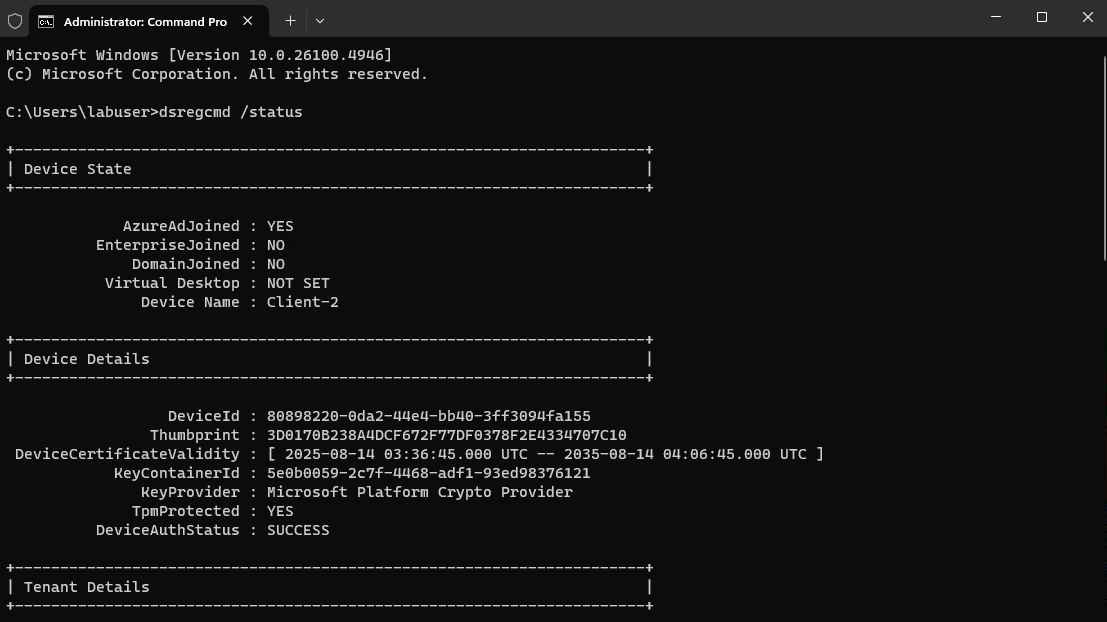 Administrator: Command Pro
Microsoft Windows [Version 10.0.26100.4946]
(c) Microsoft Corporation. All rights reserved.
C:\Users\labuser>dsregcmd /status
+----------------------------------------------------------------------+
| Device State                                                         |
+----------------------------------------------------------------------+
AzureAdJoined : YES
EnterpriseJoined : NO
DomainJoined : NO
Virtual Desktop : NOT SET
Device Name : Client-2
+----------------------------------------------------------------------+
| Device Details                                                       |
+----------------------------------------------------------------------+
DeviceId : 80898220-0da2-44e4-bb40-3ff3094fa155
Thumbprint : 3D0170B238A4DCF672F77DF0378F2E4334707C10
DeviceCertificateValidity : [ 2025-08-14 03:36:45.000 UTC -- 2035-08-14 04:06:45.000 UTC ]
KeyContainerId : 5e0b0059-2c7f-4468-adf1-93ed98376121
KeyProvider : Microsoft Platform Crypto Provider
TpmProtected : YES
DeviceAuthStatus : SUCCESS
+----------------------------------------------------------------------+
| Tenant Details                                                       |
+----------------------------------------------------------------------+